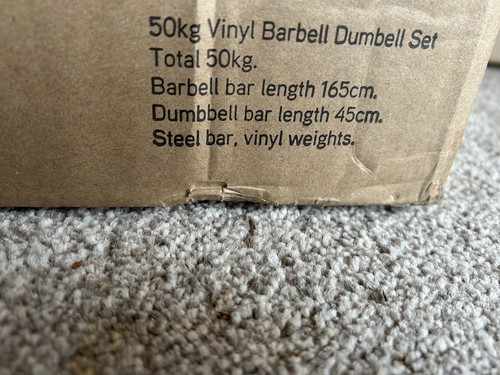 50kg Vinyl Barbell Dumbell Set
Total 50kg.
Barbell bar length 165cm.
Dumbbell bar length 45cm.
Steel bar, vinyl weights.